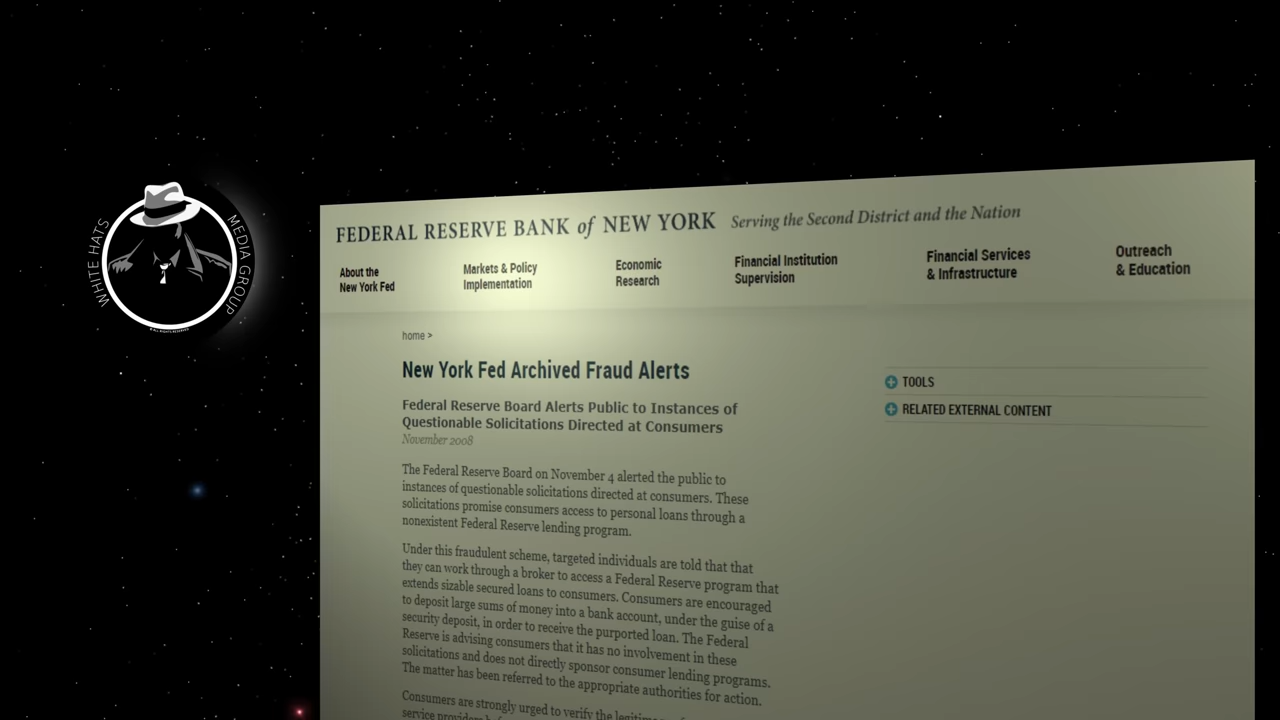 WHITE HATS
MEDIA GROUP
FEDERAL RESERVE BANK of NEW YORK Serving the Second District and the Nation
About the
New York Fed
Markets & Policy
Implementation
Economic
Research
Financial Institution
Supervision
Financial Services
& Infrastructure
Outreach
& Education
home >
New York Fed Archived Fraud Alerts
Federal Reserve Board Alerts Public to Instances of
Questionable Solicitations Directed at Consumers
November 2008
The Federal Reserve Board on November 4 alerted the public to
instances of questionable solicitations directed at consumers. These
solicitations promise consumers access to personal loans through a
nonexistent Federal Reserve lending program.
Under this fraudulent scheme, targeted individuals are told that that
they can work through a broker to access a Federal Reserve program that
extends sizable secured loans to consumers. Consumers are encouraged
to deposit large sums of money into a bank account, under the guise of a
security deposit, in order to receive the purported loan. The Federal
Reserve is advising consumers that it has no involvement in these
solicitations and does not directly sponsor consumer lending programs.
The matter has been referred to the appropriate authorities for action.
Consumers are strongly urged to verify the
service providers
TOOLS
RELATED EXTERNAL CONTENT